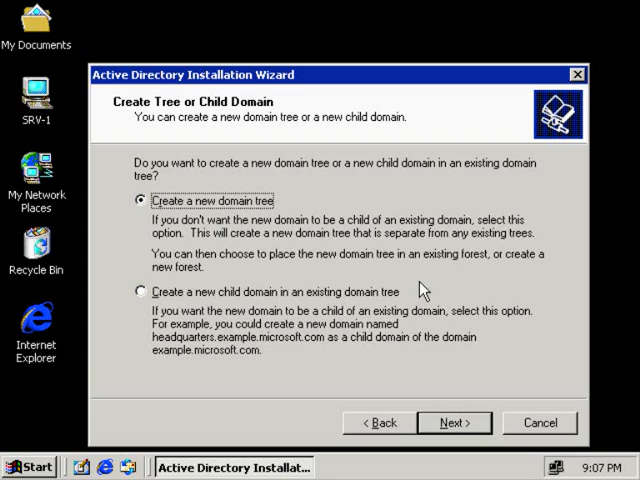 My Documents
SRV-1
My Network
Places
Recycle Bin
Internet
Explorer
Active Directory Installation Wizard
Create Tree or Child Domain
You can create a new domain tree or a new child domain.
Do you want to create a new domain tree or a new child domain in an existing domain
tree?
Create a new domain tree
If you don't want the new domain to be a child of an existing domain, select this
option. This will create a new domain tree that is separate from any existing trees.
You can then choose to place the new domain tree in an existing forest, or create a
new forest.
Create a new child domain in an existing domain tree
If you want the new domain to be a child of an existing domain, select this option.
For example, you could create a new domain named
headquarters.example.microsoft.com as a child domain of the domain
example.microsoft.com.
< Back
Next >
Cancel
Start
Active Directory Installat...
9:07 PM